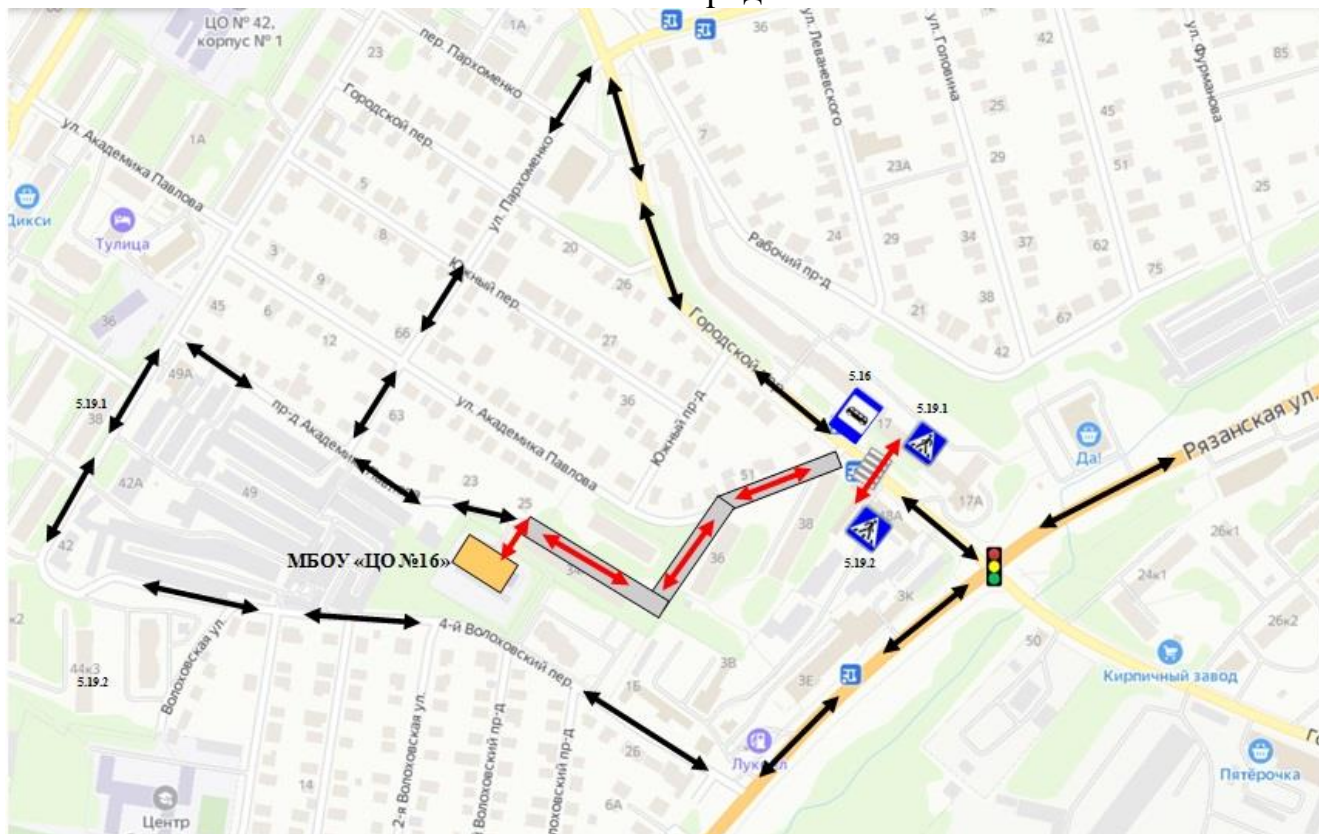 ЦО № 42,
корпус № 1
1А
23
пер. Пархоменко
36
ул. Леваневского
ул. Головина
42
ул. Фурманова
85
Городской пер.
25
45
1А
7
ул. Академика Павлова
ул. Пархоменко
23А
29
51
25
5
Дикси
Тулица
3
8
20
24
29
34
37
62
Южный пер.
26
Рабочий пр-д
75
9
36
45
6
66
21
38
67
12
27
Городской пер.
42
49А
5.16
5.19.1
5.19.1
38
пр-д Академика Павлова
63
ул. Академика Павлова
36
Южный пр-д
17
Рязанская ул.
Да!
42А
49
23
25
51
17А
38
48А
26к1
42
МБОУ «ЦО №16»
36
5.19.2
24к1
3К
26к2
4-й Волоховский пер.
50
Волоховская ул.
44к3
5.19.2
3В
3Е
1Б
Кирпичный завод
2-я Волоховская ул.
Волоховский пр-д
2Б
Лукойл
Пятёрочка
14
6А
Центр